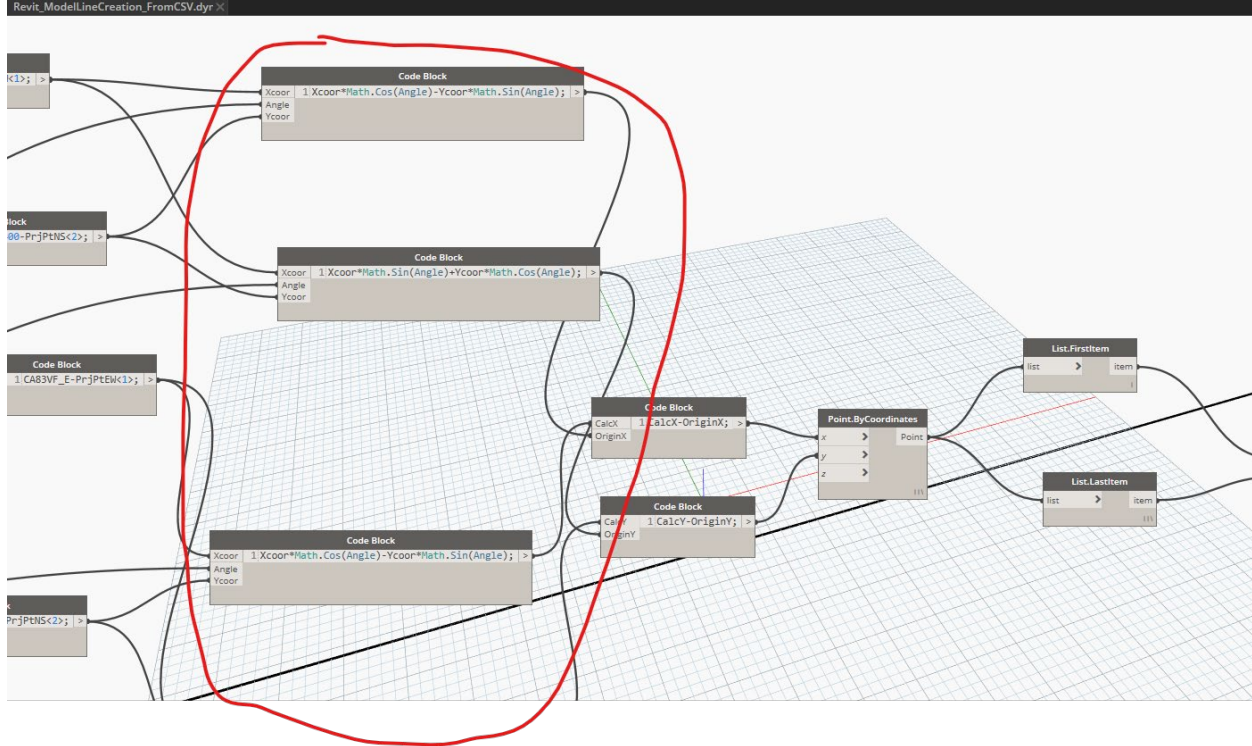 Revit_ModelLineCreation_FromCSV.dyr
Code Block
Xcoor 1 Xcoor*Math.Cos(Angle)-Ycoor*Math.Sin(Angle); >
Angle
Ycoor
<1>; >
00-PrjPtNS<2>; >
Code Block
Xcoor 1 Xcoor*Math.Sin(Angle)+Ycoor*Math.Cos(Angle); >
Angle
Ycoor
Code Block
1 CA83VF_E-PrjPtEW<1>; >
List.FirstItem
list > item
Code Block
CalcX 1 CalcX-OriginX; >
OriginX
Point.ByCoordinates
x > Point
y >
z >
List.LastItem
list > item
Code Block
CalcY 1 CalcY-OriginY; >
OriginY
Code Block
Xcoor 1 Xcoor*Math.Cos(Angle)-Ycoor*Math.Sin(Angle); >
Angle
Ycoor
PrjPtNS<2>; >